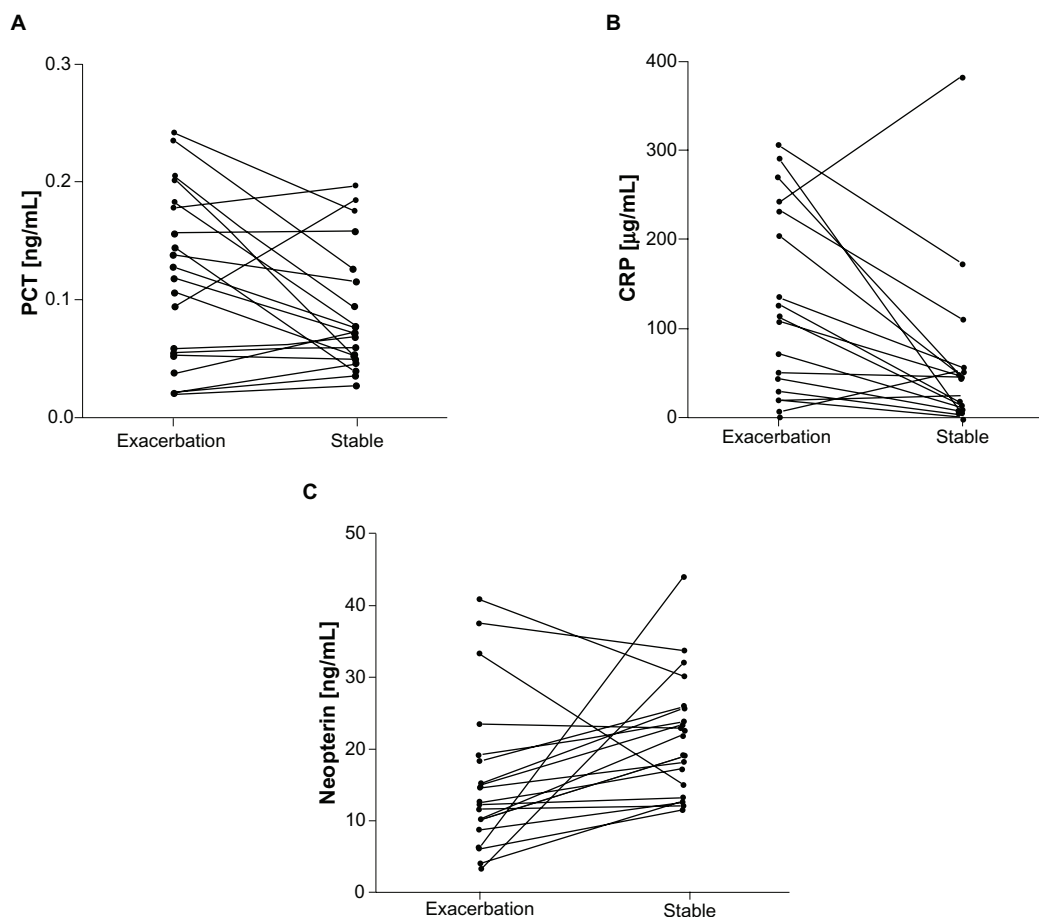 A
PCT [ng/mL]
0.3
0.2
0.1
0.0
Exacerbation
Stable
B
CRP [µg/mL]
400
300
200
100
0
Exacerbation
Stable
C
Neopterin [ng/mL]
50
40
30
20
10
0
Exacerbation
Stable